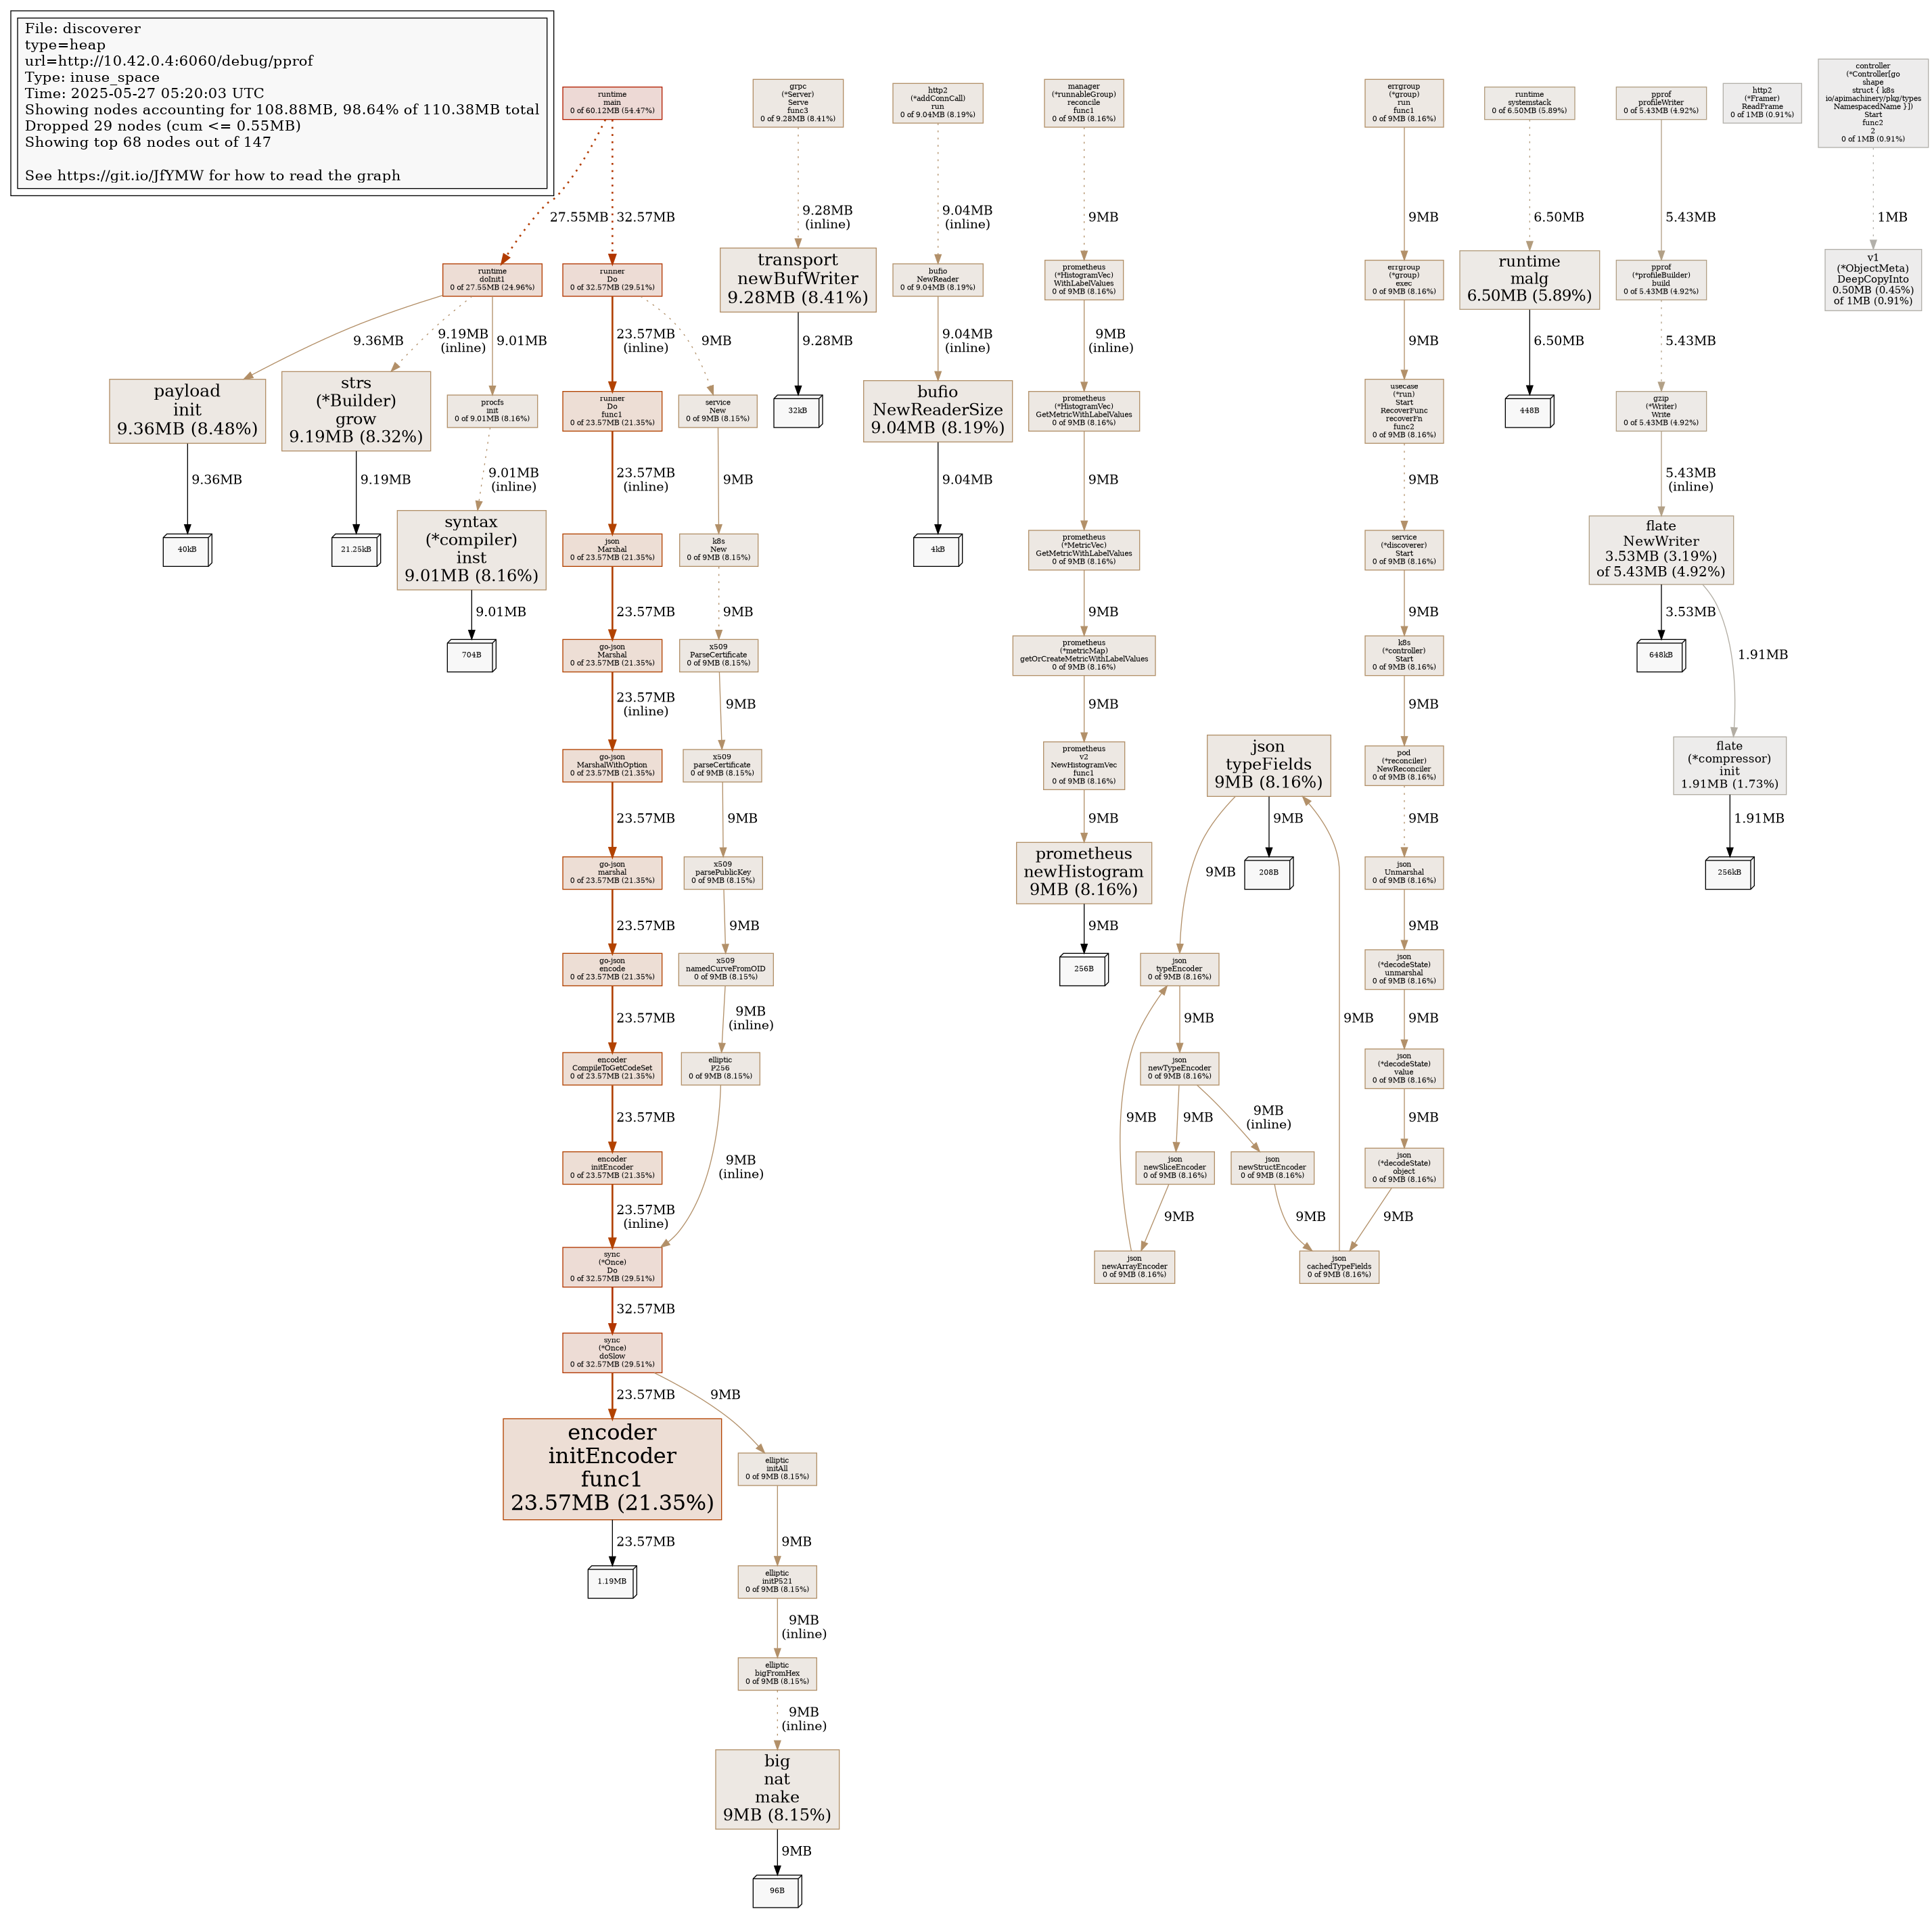 File: discoverer
type=heap
url=http://10.42.0.4:6060/debug/pprof
Type: inuse_space
Time: 2025-05-27 05:20:03 UTC
Showing nodes accounting for 108.88MB, 98.64% of 110.38MB total
Dropped 29 nodes (cum <= 0.55MB)
Showing top 68 nodes out of 147
See https://git.io/JfYMW for how to read the graph
runtime
main
0 of 60.12MB (54.47%)
27.55MB
32.57MB
runtime
doInit1
0 of 27.55MB (24.96%)
9.36MB
9.19MB
(inline)
9.01MB
payload
init
9.36MB (8.48%)
9.36MB
40kB
strs
(*Builder)
grow
9.19MB (8.32%)
9.19MB
21.25kB
procfs
init
0 of 9.01MB (8.16%)
9.01MB
(inline)
syntax
(*compiler)
inst
9.01MB (8.16%)
9.01MB
704B
runner
Do
0 of 32.57MB (29.51%)
23.57MB
(inline)
9MB
runner
Do
func1
0 of 23.57MB (21.35%)
23.57MB
(inline)
json
Marshal
0 of 23.57MB (21.35%)
23.57MB
go-json
Marshal
0 of 23.57MB (21.35%)
23.57MB
(inline)
go-json
MarshalWithOption
0 of 23.57MB (21.35%)
23.57MB
go-json
marshal
0 of 23.57MB (21.35%)
23.57MB
go-json
encode
0 of 23.57MB (21.35%)
23.57MB
encoder
CompileToGetCodeSet
0 of 23.57MB (21.35%)
23.57MB
encoder
initEncoder
0 of 23.57MB (21.35%)
23.57MB
(inline)
sync
(*Once)
Do
0 of 32.57MB (29.51%)
32.57MB
sync
(*Once)
doSlow
0 of 32.57MB (29.51%)
23.57MB
9MB
encoder
initEncoder
func1
23.57MB (21.35%)
23.57MB
1.19MB
service
New
0 of 9MB (8.15%)
9MB
k8s
New
0 of 9MB (8.15%)
9MB
x509
ParseCertificate
0 of 9MB (8.15%)
9MB
x509
parseCertificate
0 of 9MB (8.15%)
9MB
x509
parsePublicKey
0 of 9MB (8.15%)
9MB
x509
namedCurveFromOID
0 of 9MB (8.15%)
9MB
(inline)
elliptic
P256
0 of 9MB (8.15%)
9MB
(inline)
elliptic
initAll
0 of 9MB (8.15%)
9MB
elliptic
initP521
0 of 9MB (8.15%)
9MB
(inline)
elliptic
bigFromHex
0 of 9MB (8.15%)
9MB
(inline)
big
nat
make
9MB (8.15%)
9MB
96B
grpc
(*Server)
Serve
func3
0 of 9.28MB (8.41%)
9.28MB
(inline)
transport
newBufWriter
9.28MB (8.41%)
9.28MB
32kB
http2
(*addConnCall)
run
0 of 9.04MB (8.19%)
9.04MB
(inline)
bufio
NewReader
0 of 9.04MB (8.19%)
9.04MB
(inline)
bufio
NewReaderSize
9.04MB (8.19%)
9.04MB
4kB
manager
(*runnableGroup)
reconcile
func1
0 of 9MB (8.16%)
9MB
prometheus
(*HistogramVec)
WithLabelValues
0 of 9MB (8.16%)
9MB
(inline)
prometheus
(*HistogramVec)
GetMetricWithLabelValues
0 of 9MB (8.16%)
9MB
prometheus
(*MetricVec)
GetMetricWithLabelValues
0 of 9MB (8.16%)
9MB
prometheus
(*metricMap)
getOrCreateMetricWithLabelValues
0 of 9MB (8.16%)
9MB
prometheus
v2
NewHistogramVec
func1
0 of 9MB (8.16%)
9MB
prometheus
newHistogram
9MB (8.16%)
9MB
256B
json
typeFields
9MB (8.16%)
9MB
9MB
208B
json
typeEncoder
0 of 9MB (8.16%)
9MB
json
newTypeEncoder
0 of 9MB (8.16%)
9MB
9MB
(inline)
9MB
json
newSliceEncoder
0 of 9MB (8.16%)
9MB
json
newStructEncoder
0 of 9MB (8.16%)
9MB
json
newArrayEncoder
0 of 9MB (8.16%)
json
cachedTypeFields
0 of 9MB (8.16%)
9MB
errgroup
(*group)
run
func1
0 of 9MB (8.16%)
9MB
errgroup
(*group)
exec
0 of 9MB (8.16%)
9MB
usecase
(*run)
Start
RecoverFunc
recoverFn
func2
0 of 9MB (8.16%)
9MB
service
(*discoverer)
Start
0 of 9MB (8.16%)
9MB
k8s
(*controller)
Start
0 of 9MB (8.16%)
9MB
pod
(*reconciler)
NewReconciler
0 of 9MB (8.16%)
9MB
json
Unmarshal
0 of 9MB (8.16%)
9MB
json
(*decodeState)
unmarshal
0 of 9MB (8.16%)
9MB
json
(*decodeState)
value
0 of 9MB (8.16%)
9MB
json
(*decodeState)
object
0 of 9MB (8.16%)
9MB
runtime
systemstack
0 of 6.50MB (5.89%)
6.50MB
runtime
malg
6.50MB (5.89%)
6.50MB
448B
pprof
profileWriter
0 of 5.43MB (4.92%)
5.43MB
pprof
(*profileBuilder)
build
0 of 5.43MB (4.92%)
5.43MB
gzip
(*Writer)
Write
0 of 5.43MB (4.92%)
5.43MB
(inline)
flate
NewWriter
3.53MB (3.19%)
of 5.43MB (4.92%)
3.53MB
648kB
1.91MB
flate
(*compressor)
init
1.91MB (1.73%)
1.91MB
256kB
http2
(*Framer)
ReadFrame
0 of 1MB (0.91%)
controller
(*Controller[go
shape
struct { k8s
io/apimachinery/pkg/types
NamespacedName }])
Start
func2
2
0 of 1MB (0.91%)
1MB
v1
(*ObjectMeta)
DeepCopyInto
0.50MB (0.45%)
of 1MB (0.91%)